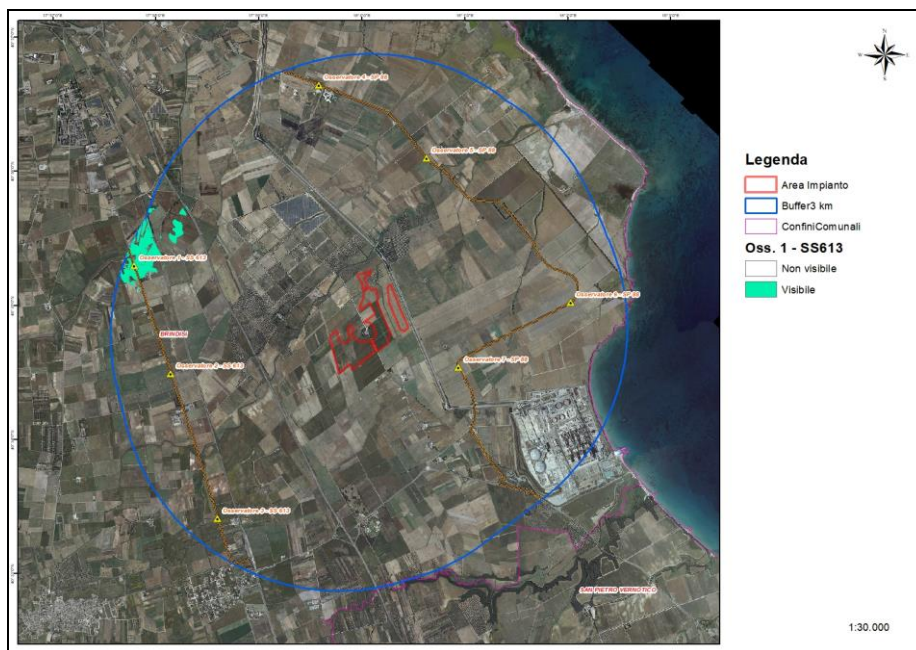 Osservatore 4 - SP 88
Osservatore 5 - SP 88
Osservatore 1 - SS 613
Osservatore 6 - SP 88
BRINDISI
Osservatore 2 - SS 613
Osservatore 7 - SP 88
Osservatore 3 - SS 613
SAN PIETRO VERNOTICO
Legenda
Area Impianto
Buffer3 km
ConfiniComunali
Oss. 1 - SS613
Non visibile
Visibile
1:30.000